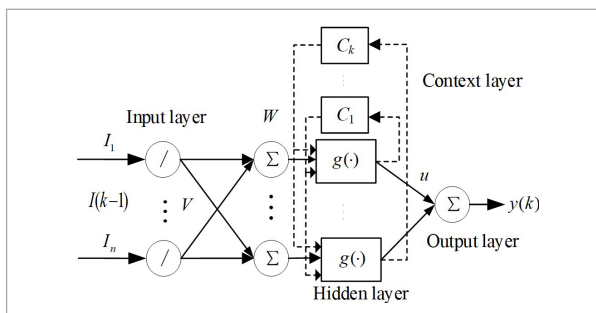 C_k
Context layer
C_1
Input layer
W
I_1
/
Σ
g(·)
u
I(k−1)
V
Σ
y(k)
I_n
/
Σ
g(·)
Output layer
Hidden layer